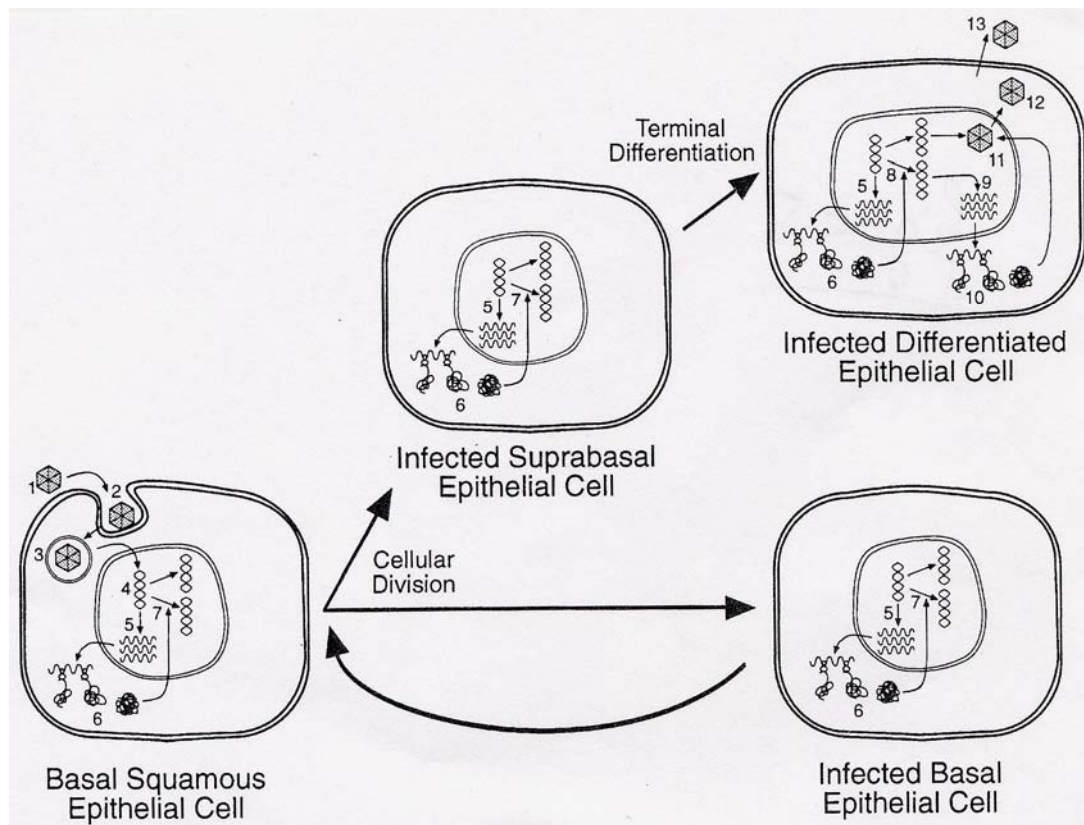 13
12
Terminal
Differentiation
11
5
8
9
6
10
Infected Differentiated
Epithelial Cell
5
7
6
Infected Suprabasal
Epithelial Cell
1
2
3
4
7
5
6
Basal Squamous
Epithelial Cell
Cellular
Division
5
7
6
Infected Basal
Epithelial Cell